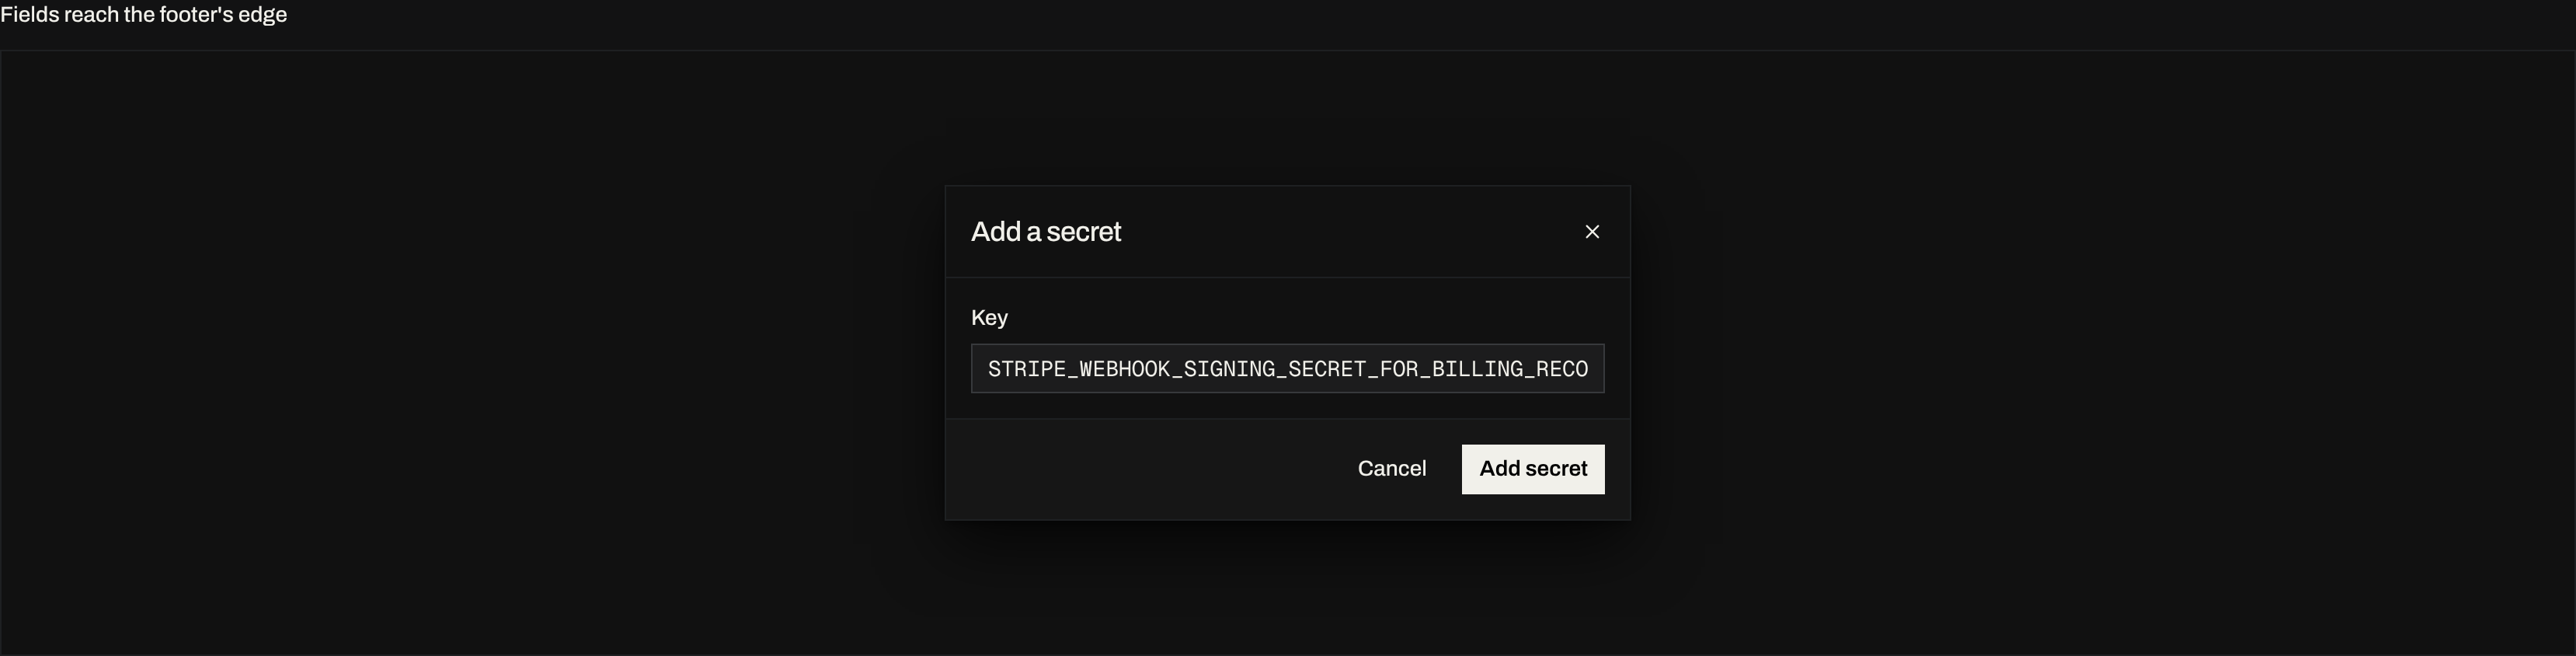 Fields reach the footer's edge
Add a secret
Key
STRIPE_WEBHOOK_SIGNING_SECRET_FOR_BILLING_RECO
Cancel
Add secret